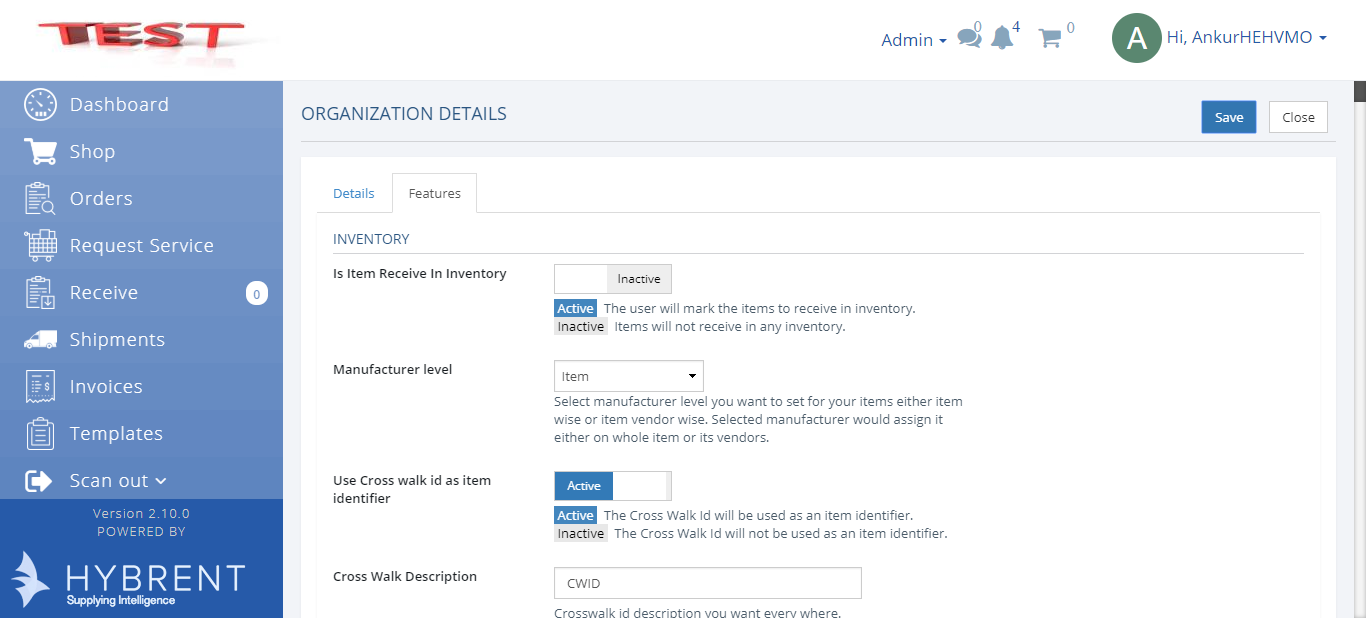 TEST
Admin
0
4
0
A
Hi, AnkurHEHVMO
Dashboard
Shop
Orders
Request Service
Receive 0
Shipments
Invoices
Templates
Scan out
Version 2.10.0
POWERED BY
HYBRENT
Supplying Intelligence
ORGANIZATION DETAILS
Save
Close
Details
Features
INVENTORY
Is Item Receive In Inventory
Inactive
Active The user will mark the items to receive in inventory.
Inactive Items will not receive in any inventory.
Manufacturer level
Item
Select manufacturer level you want to set for your items either item
wise or item vendor wise. Selected manufacturer would assign it
either on whole item or its vendors.
Use Cross walk id as item
identifier
Active
Active The Cross Walk Id will be used as an item identifier.
Inactive The Cross Walk Id will not be used as an item identifier.
Cross Walk Description
CWID
Crosswalk id description you want every where.